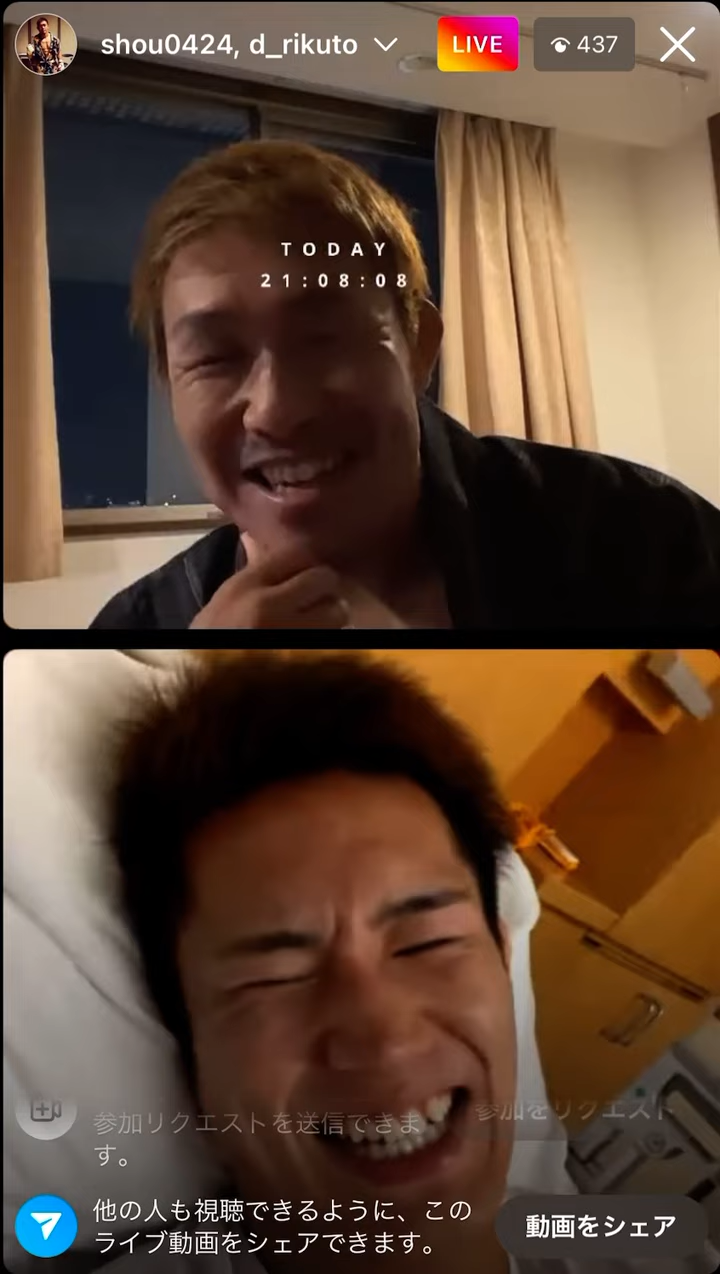 shou0424, d_rikuto
LIVE
437
TODAY
21:08:08
参加リクエストを送信できま
す。
参加をリクエスト
他の人も視聴できるように、この
ライブ動画をシェアできます。
動画をシェア